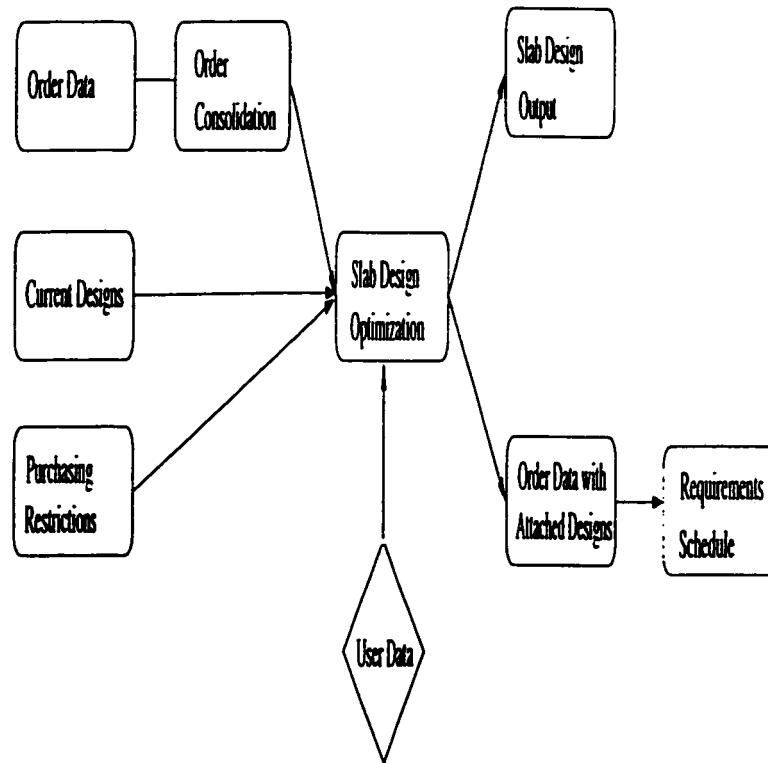 Order Data
Order
Consolidation
Slab Design
Output
Current Designs
Slab Design
Optimization
Purchasing
Restrictions
Order Data with
Attached Designs
Requirements
Schedule
User Data